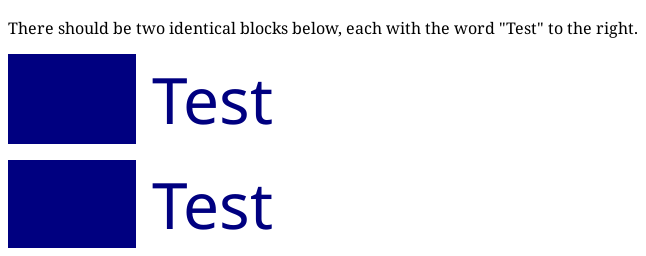 There should be two identical blocks below, each with the word "Test" to the right.
Test
Test